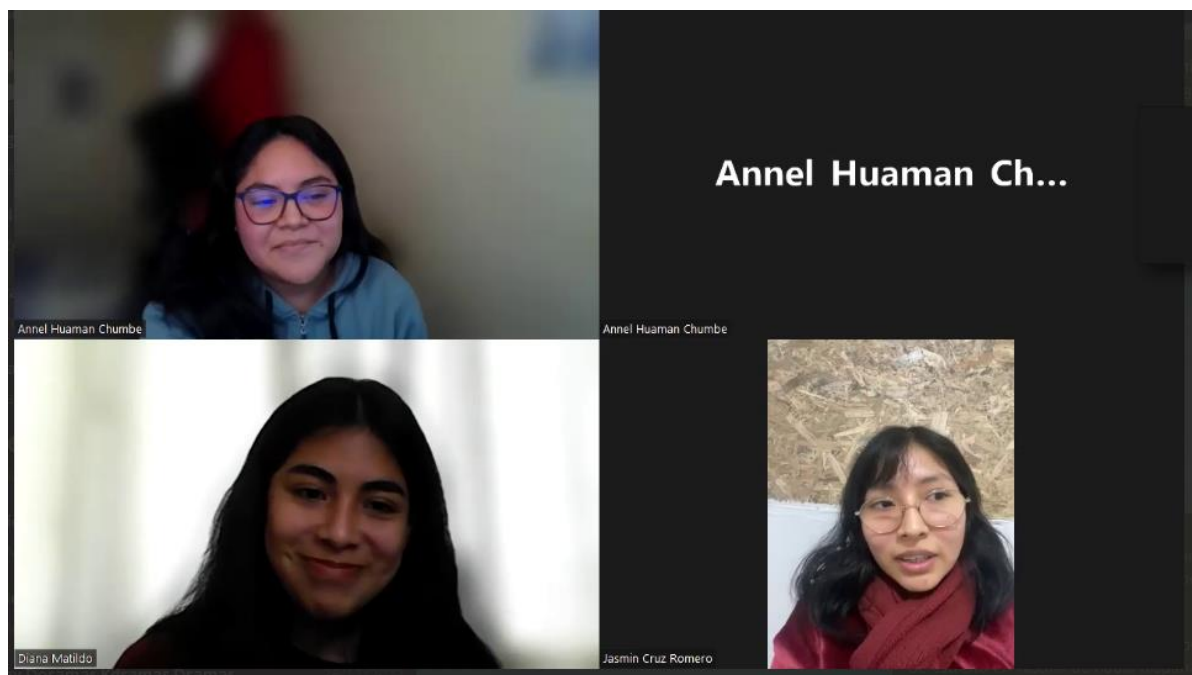 Annel Huaman Ch...
Annel Huaman Chumbe
Annel Huaman Chumbe
Diana Matildo
Jasmin Cruz Romero